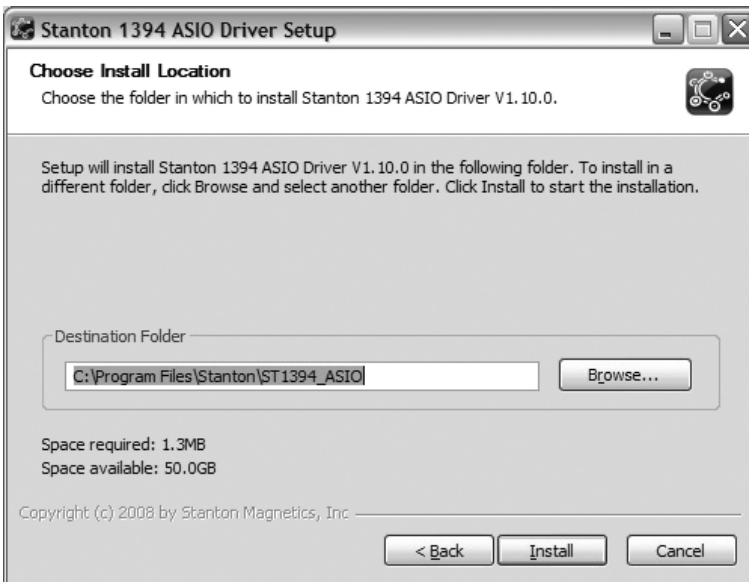 Stanton 1394 ASIO Driver Setup
Choose Install Location
Choose the folder in which to install Stanton 1394 ASIO Driver V1.10.0.
Setup will install Stanton 1394 ASIO Driver V1.10.0 in the following folder. To install in a
different folder, click Browse and select another folder. Click Install to start the installation.
Destination Folder
C:\Program Files\Stanton\ST1394_ASIO
Browse...
Space required: 1.3MB
Space available: 50.0GB
Copyright (c) 2008 by Stanton Magnetics, Inc
< Back
Install
Cancel